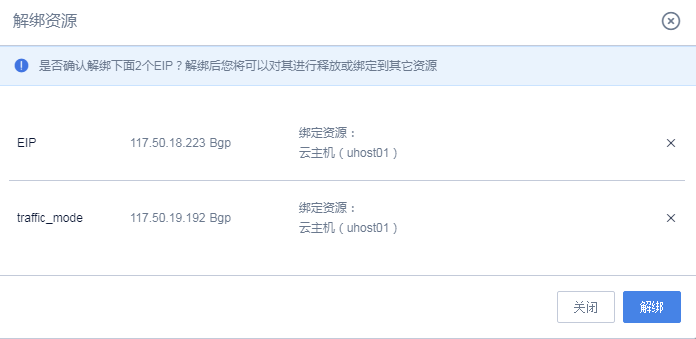 解绑资源
是否确认解绑下面2个EIP？解绑后您将可以对其进行释放或绑定到其它资源
EIP 117.50.18.223 Bgp 绑定资源：
云主机（uhost01）
traffic_mode 117.50.19.192 Bgp 绑定资源：
云主机（uhost01）
关闭 解绑